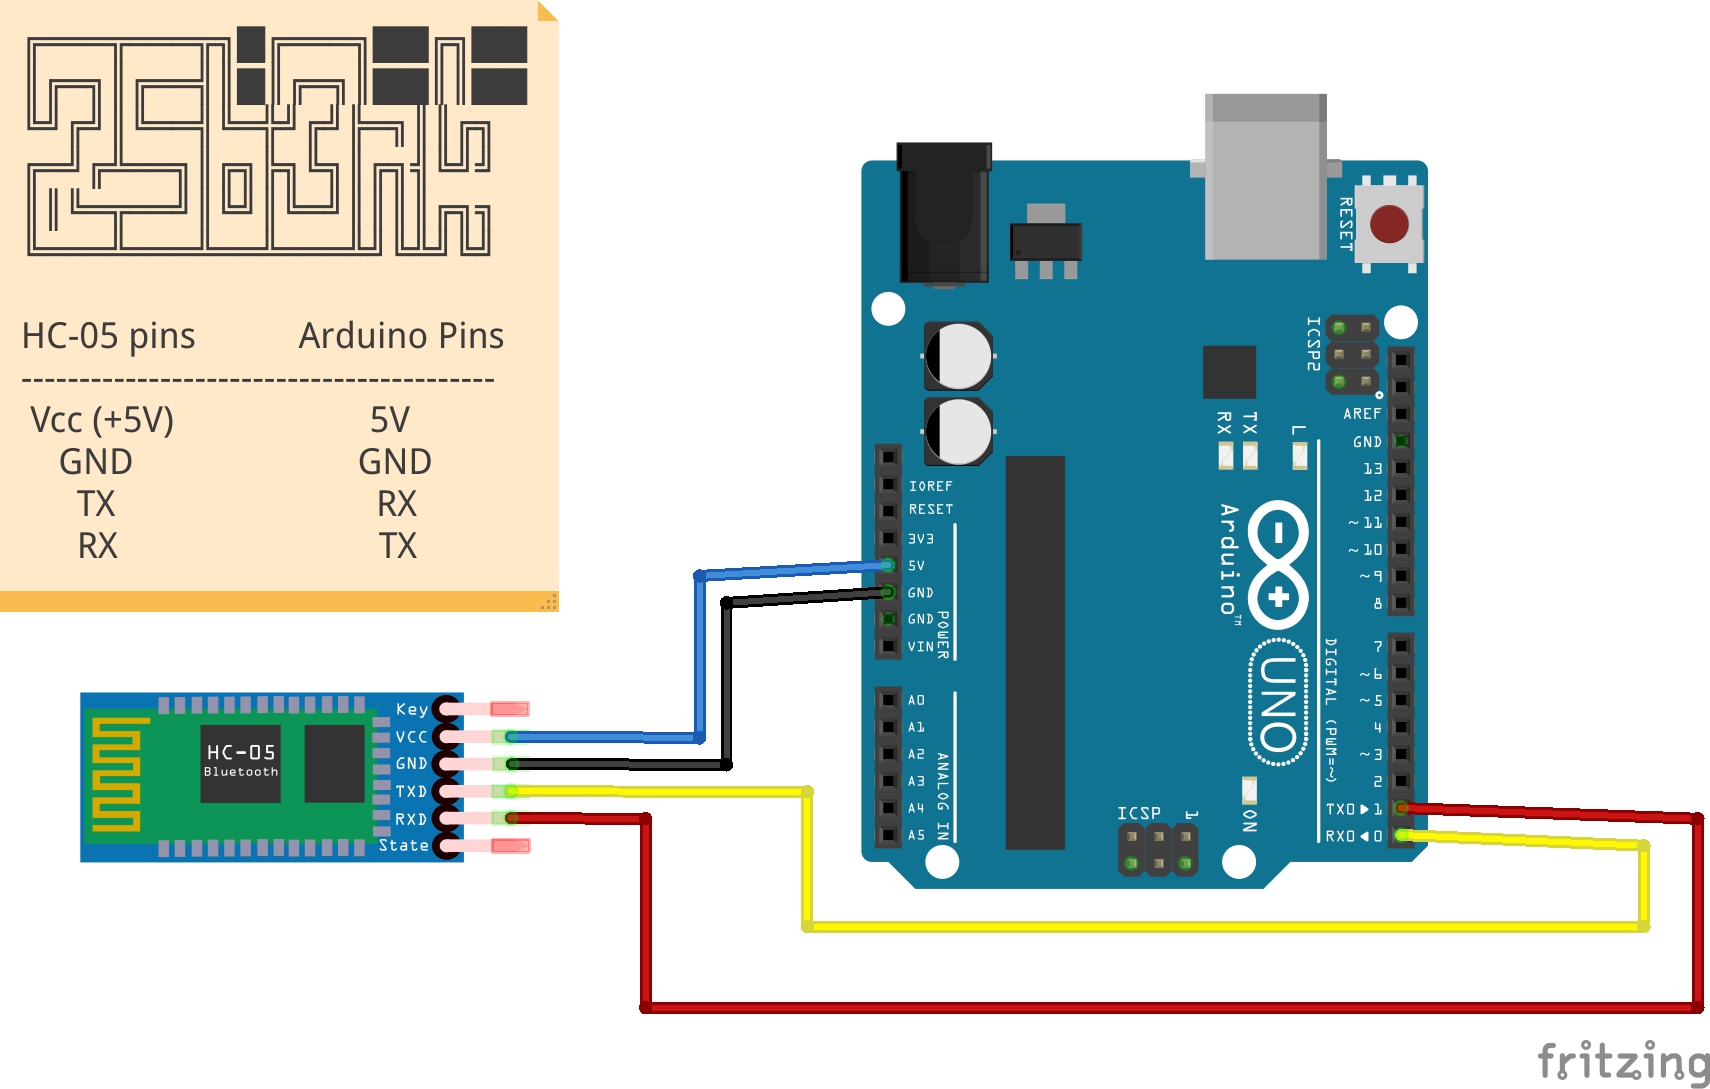 HC-05 pins Arduino Pins
-----------------------------------------
Vcc (+5V) 5V
GND GND
TX RX
RX TX
RESET
ICSP2
AREF
GND
13
12
~11
~10
~9
8
RX TX L
Arduino™
UNO
IOREF
RESET
3V3
5V
GND
GND
VIN
POWER
A0
A1
A2
A3
A4
A5
ANALOG IN
7
~6
~5
4
~3
2
TX0▶1
RX0◀0
DIGITAL (PWM=~)
ON
ICSP 1
HC-05
Bluetooth
Key
VCC
GND
TXD
RXD
State
fritzing